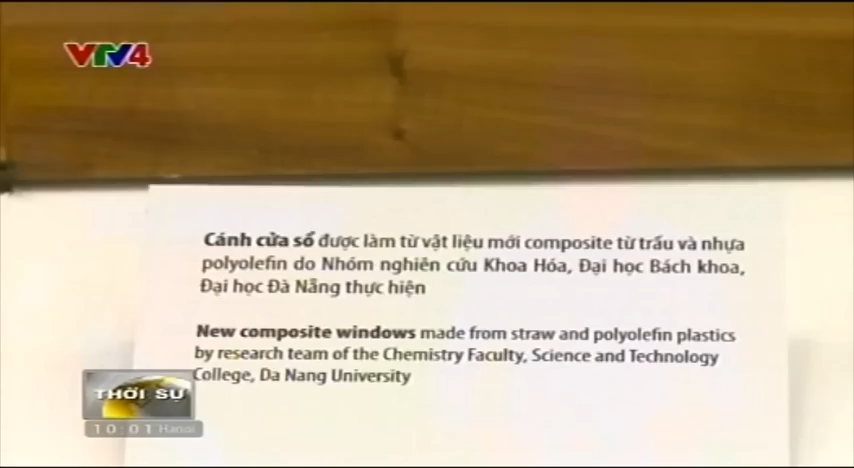 VTV4
Cánh cửa sổ được làm từ vật liệu mới composite từ trấu và nhựa
polyolefin do Nhóm nghiên cứu Khoa Hóa, Đại học Bách khoa,
Đại học Đà Nẵng thực hiện
New composite windows made from straw and polyolefin plastics
by research team of the Chemistry Faculty, Science and Technology
College, Da Nang University
THỜI SỰ
10:01 Hanoi